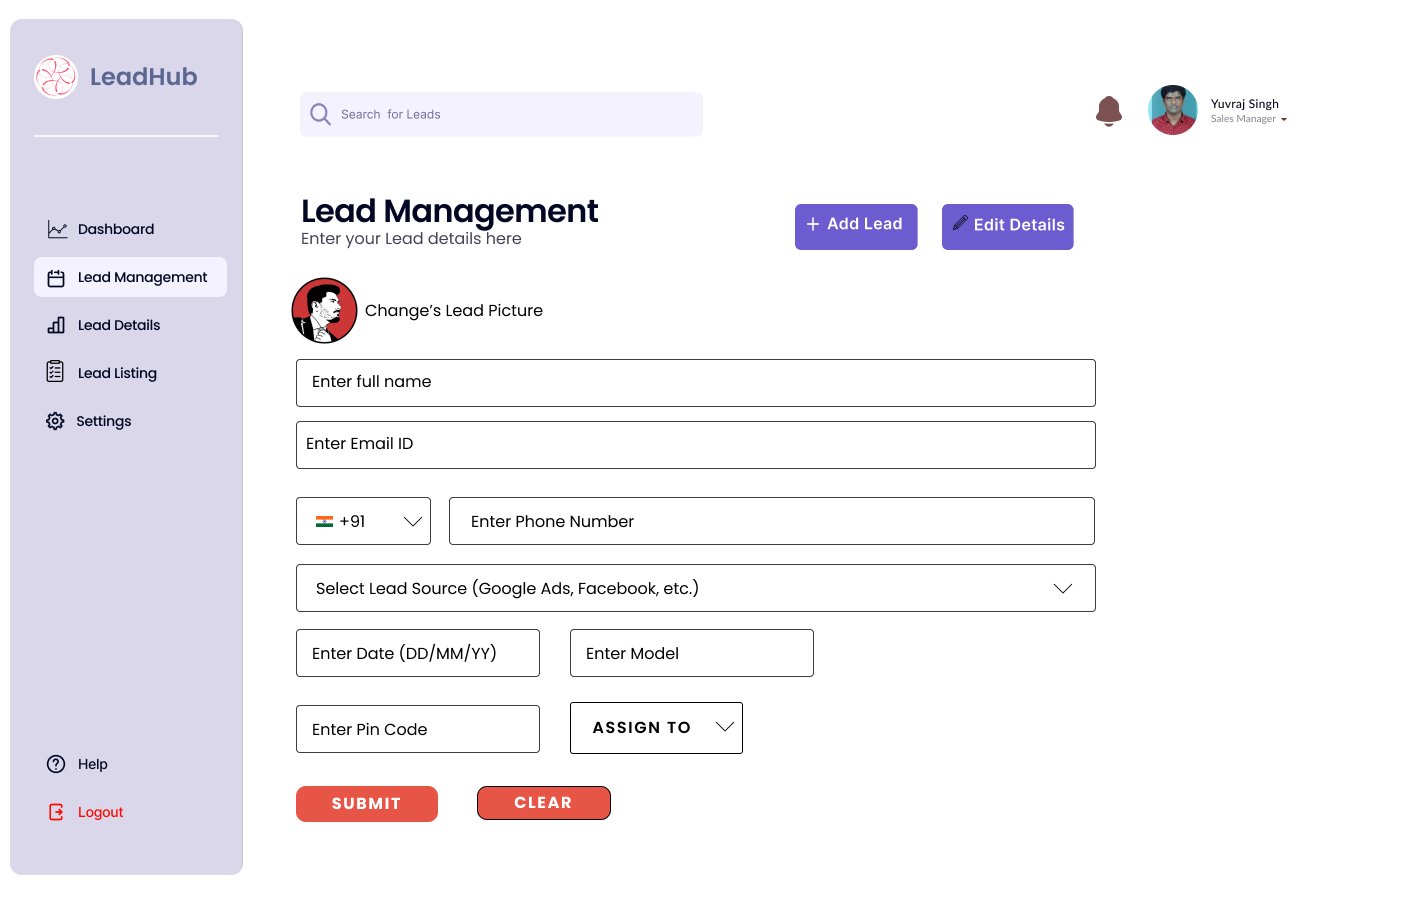 LeadHub
Search for Leads
Yuvraj Singh
Sales Manager
Dashboard
Lead Management
Lead Details
Lead Listing
Settings
Help
Logout
Lead Management
Enter your Lead details here
+ Add Lead
Edit Details
Change’s Lead Picture
Enter full name
Enter Email ID
+91
Enter Phone Number
Select Lead Source (Google Ads, Facebook, etc.)
Enter Date (DD/MM/YY)
Enter Model
Enter Pin Code
ASSIGN TO
SUBMIT
CLEAR